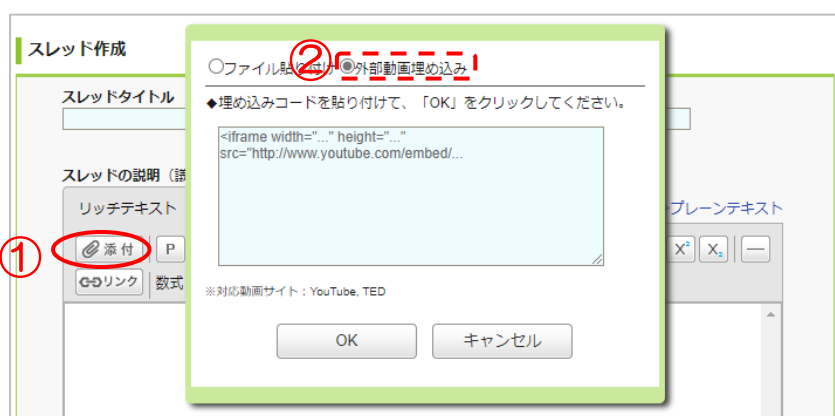 スレッド作成
②
○ファイル貼り付け ◉外部動画埋め込み
スレッドタイトル
◆埋め込みコードを貼り付けて、「OK」をクリックしてください。
<iframe width="..." height="..."
src="http://www.youtube.com/embed/...
スレッドの説明（
リッチテキスト
プレーンテキスト
①
添付
P
X²
X₂
—
リンク
数式
※対応動画サイト：YouTube, TED
OK
キャンセル